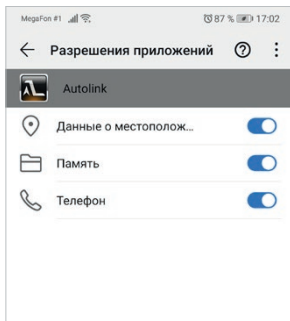 MegaFon #1 87 % 17:02
Разрешения приложений
Autolink
Данные о местополож...
Память
Телефон